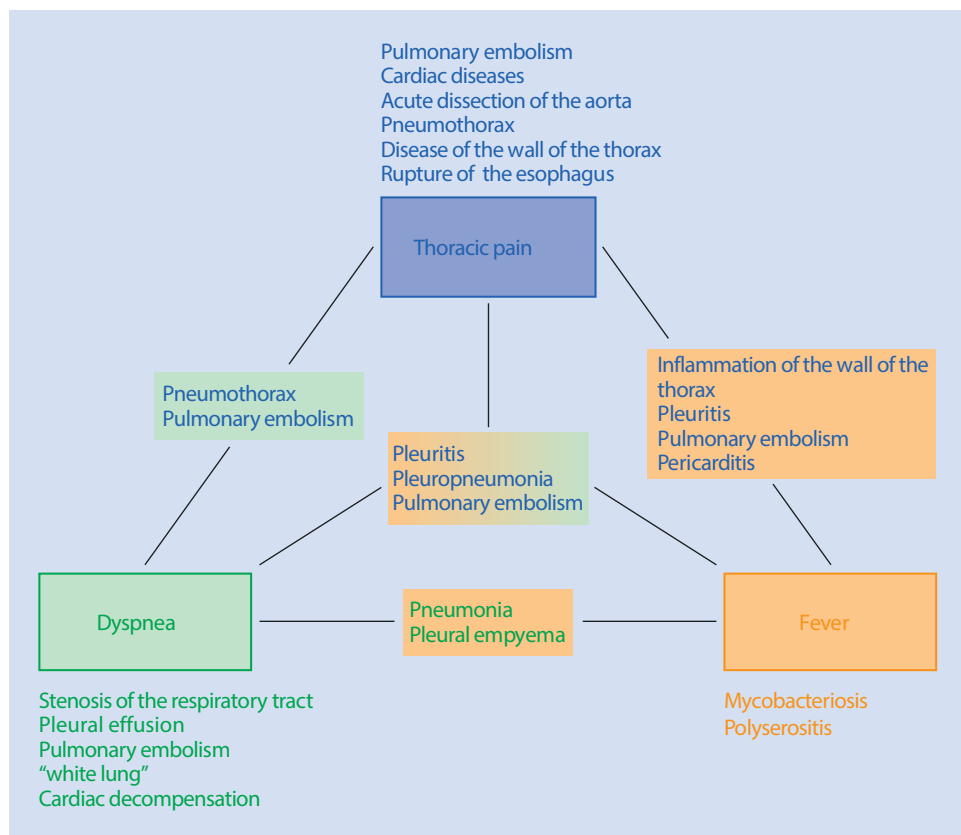 Pulmonary embolism
Cardiac diseases
Acute dissection of the aorta
Pneumothorax
Disease of the wall of the thorax
Rupture of the esophagus
Thoracic pain
Pneumothorax
Pulmonary embolism
Inflammation of the wall of the
thorax
Pleuritis
Pulmonary embolism
Pericarditis
Pleuritis
Pleuropneumonia
Pulmonary embolism
Dyspnea
Pneumonia
Pleural empyema
Fever
Stenosis of the respiratory tract
Pleural effusion
Pulmonary embolism
“white lung”
Cardiac decompensation
Mycobacteriosis
Polyserositis